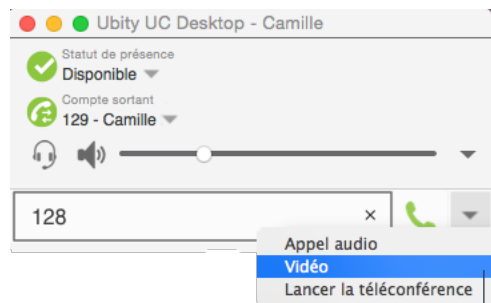 Ubity UC Desktop - Camille
Statut de présence
Disponible
Compte sortant
129 - Camille
128
Appel audio
Vidéo
Lancer la téléconférence